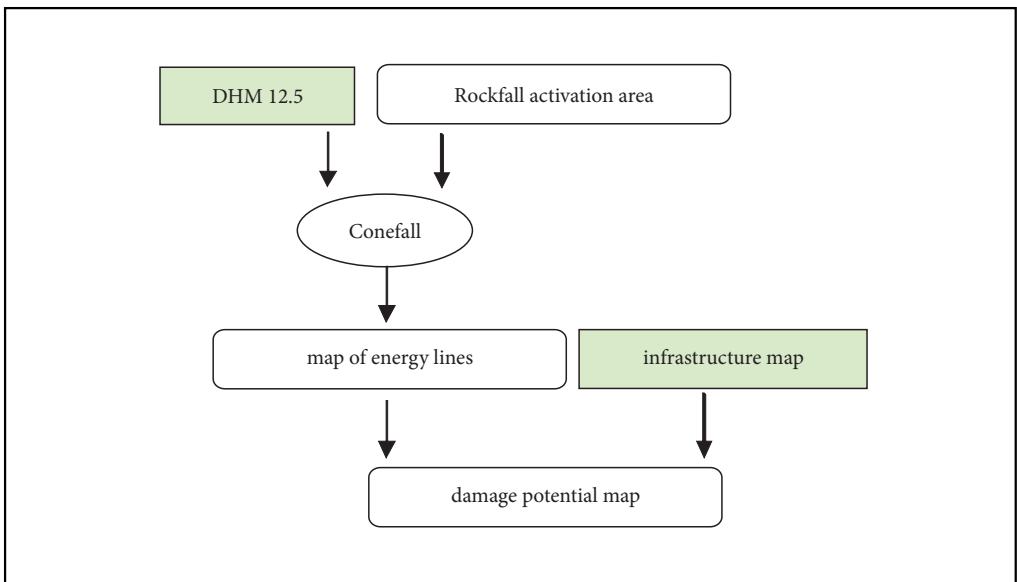 DHM 12.5
Rockfall activation area
Conefall
map of energy lines
infrastructure map
damage potential map